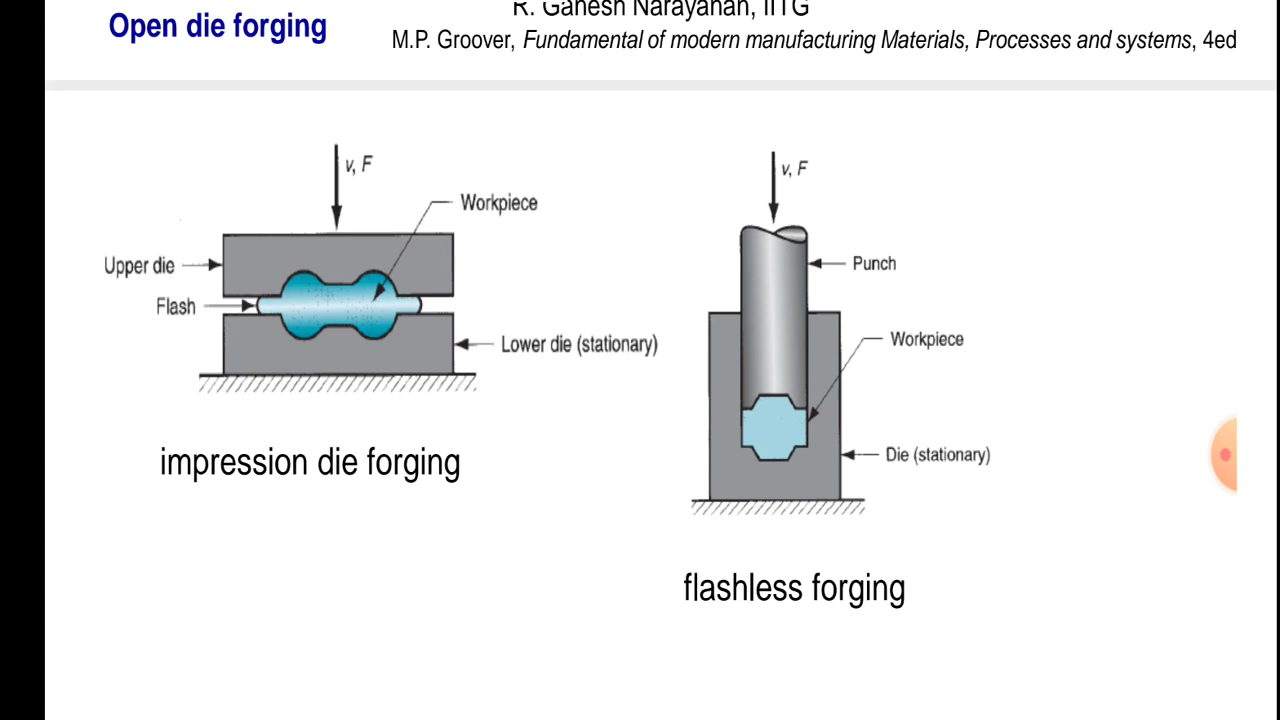 R. Ganesh Narayanan, IITG
Open die forging
M.P. Groover, Fundamental of modern manufacturing Materials, Processes and systems, 4ed
v, F
Workpiece
Upper die
Flash
Lower die (stationary)
impression die forging
v, F
Punch
Workpiece
Die (stationary)
flashless forging